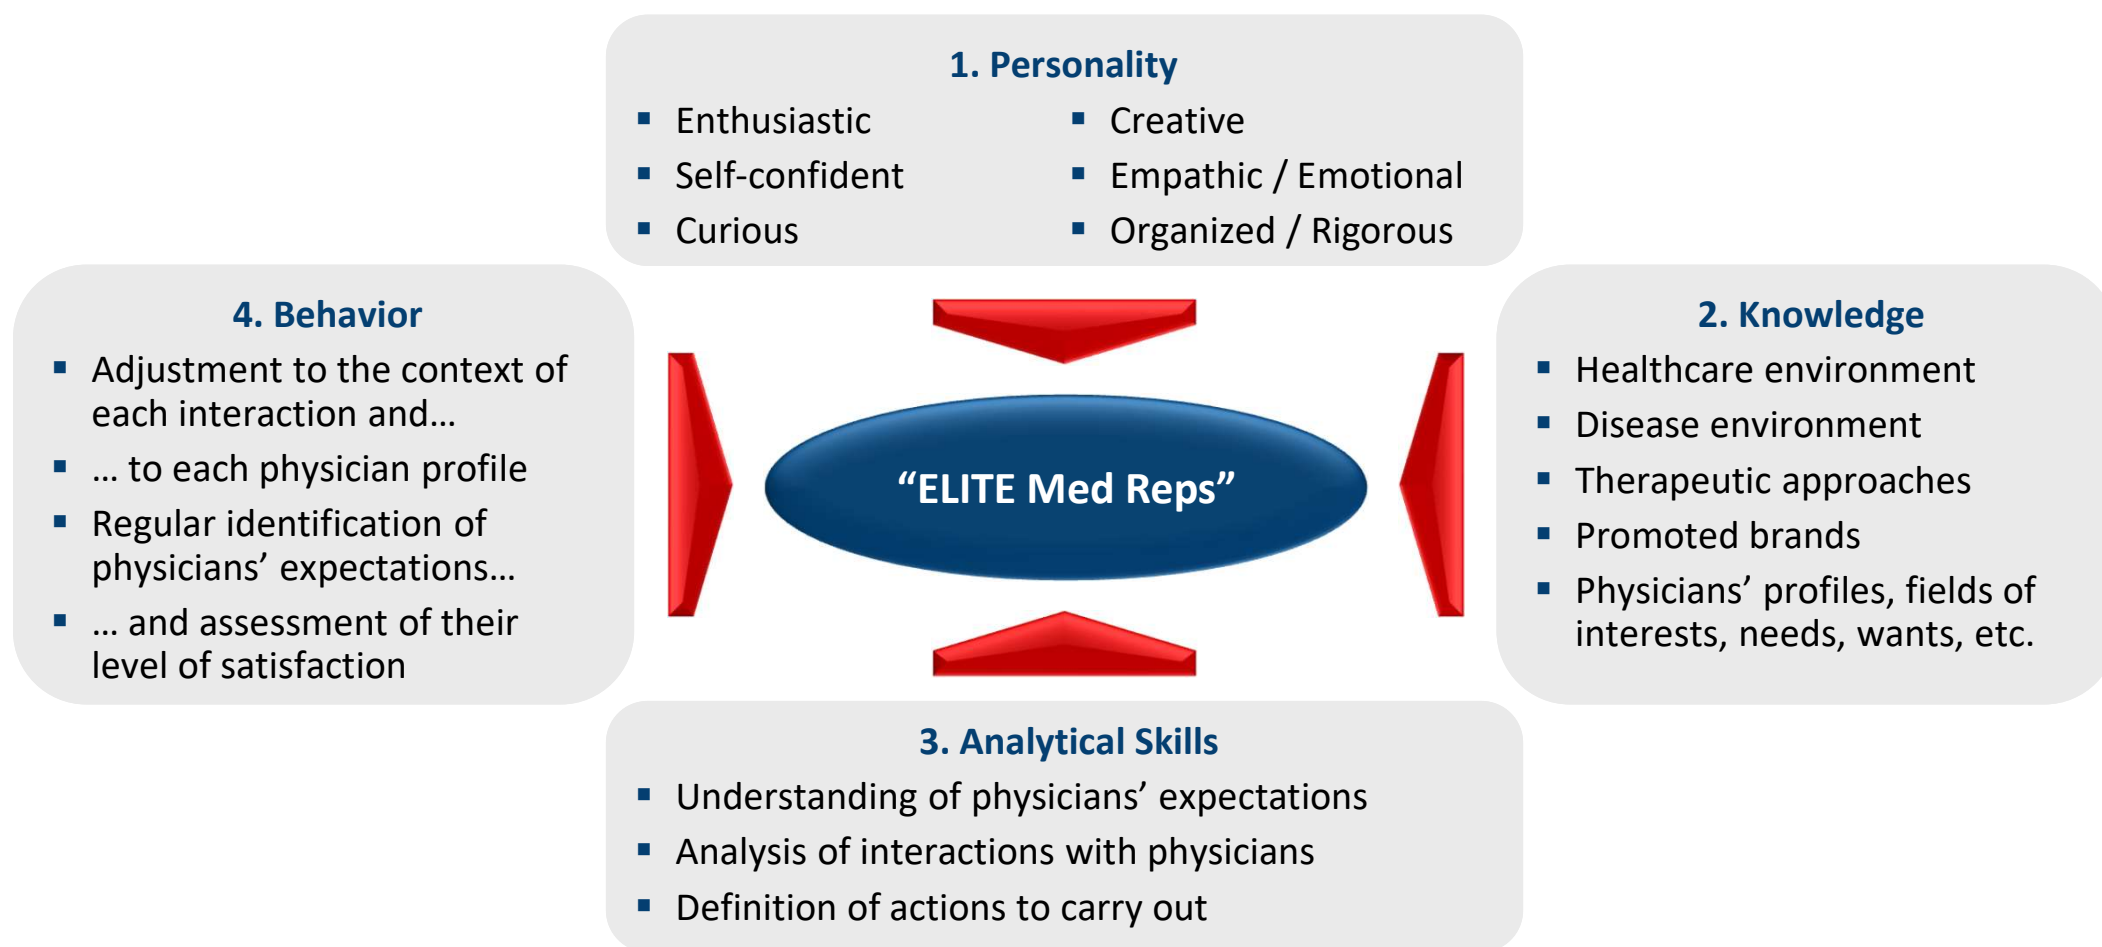 1. Personality
▪ Enthusiastic
▪ Self-confident
▪ Curious
▪ Creative
▪ Empathic / Emotional
▪ Organized / Rigorous
4. Behavior
▪ Adjustment to the context of
each interaction and…
▪ … to each physician profile
▪ Regular identification of
physicians’ expectations…
▪ … and assessment of their
level of satisfaction
“ELITE Med Reps”
2. Knowledge
▪ Healthcare environment
▪ Disease environment
▪ Therapeutic approaches
▪ Promoted brands
▪ Physicians’ profiles, fields of
interests, needs, wants, etc.
3. Analytical Skills
▪ Understanding of physicians’ expectations
▪ Analysis of interactions with physicians
▪ Definition of actions to carry out